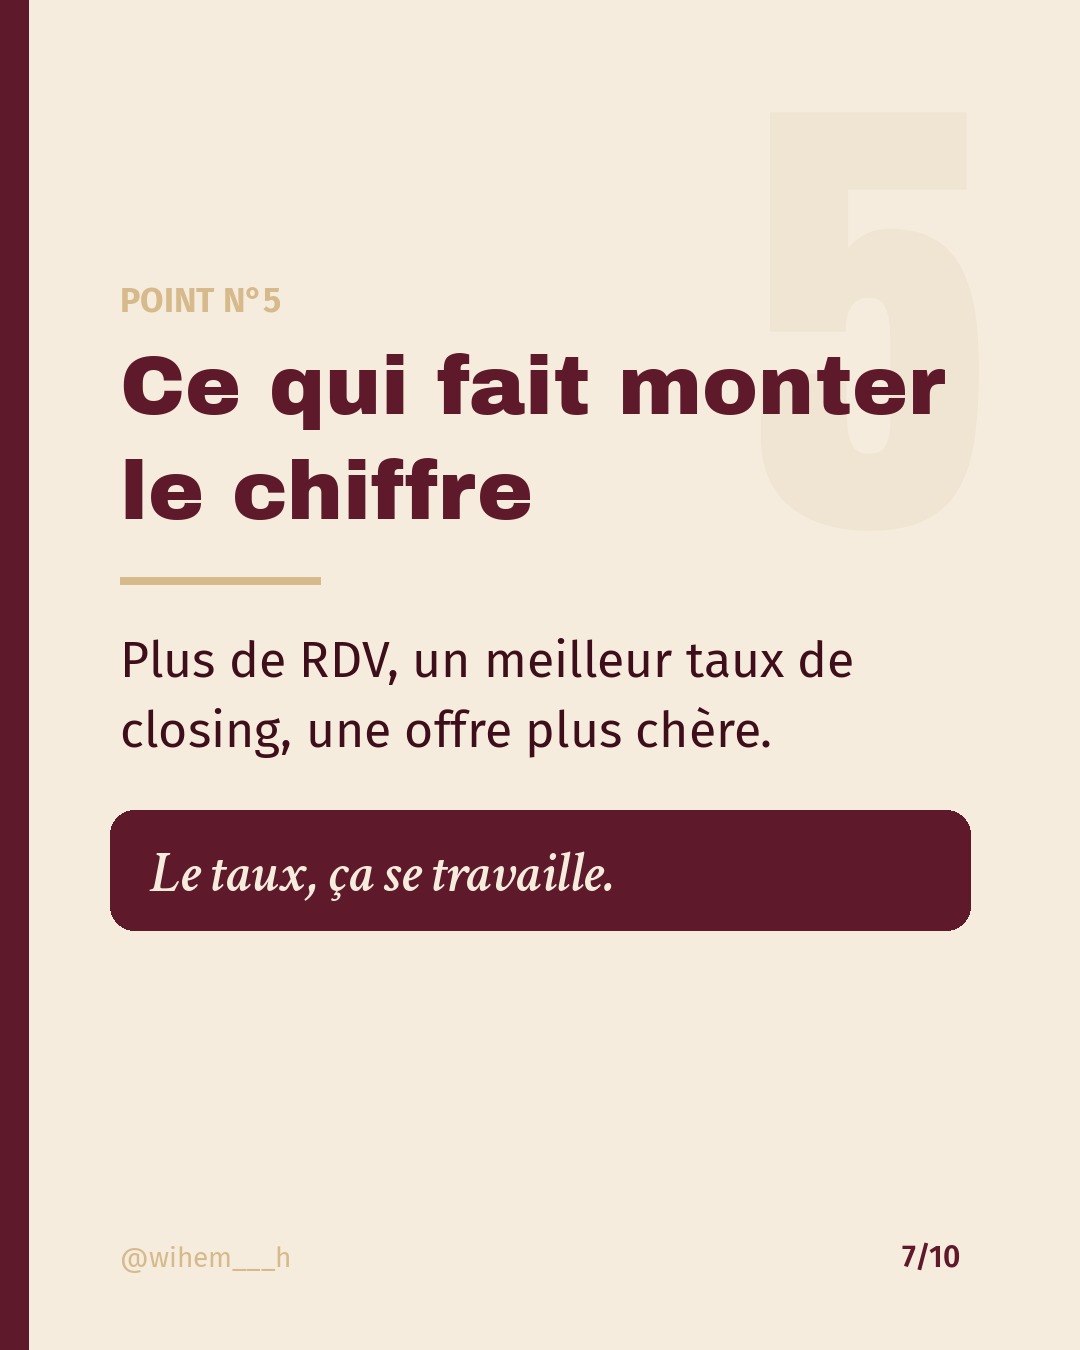 5
POINT N°5
Ce qui fait monter
le chiffre
Plus de RDV, un meilleur taux de
closing, une offre plus chère.
Le taux, ça se travaille.
@wihem___h
7/10